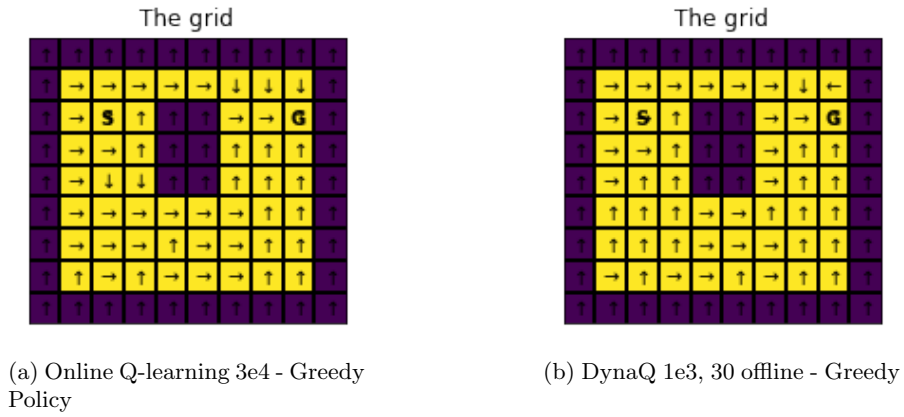 The grid
The grid
↑ ↑ ↑ ↑ ↑ ↑ ↑ ↑ ↑ ↑
↑ → → → → → ↓ ↓ ↓ ↑
↑ → S ↑ ↑ ↑ → → G ↑
↑ → → ↑ ↑ ↑ ↑ ↑ ↑ ↑
↑ → ↓ ↓ ↑ ↑ ↑ ↑ ↑ ↑
↑ → → → → → → ↑ ↑ ↑
↑ → → → ↑ → → ↑ ↑ ↑
↑ ↑ → ↑ → → → ↑ ↑ ↑
↑ ↑ ↑ ↑ ↑ ↑ ↑ ↑ ↑ ↑
↑ ↑ ↑ ↑ ↑ ↑ ↑ ↑ ↑ ↑
↑ → → → → → → ↓ ← ↑
↑ → S ↑ ↑ ↑ → → G ↑
↑ → → ↑ ↑ ↑ → ↑ ↑ ↑
↑ → ↑ ↑ ↑ ↑ → ↑ ↑ ↑
↑ ↑ ↑ ↑ → → ↑ ↑ ↑ ↑
↑ ↑ ↑ ↑ → → → ↑ ↑ ↑
↑ → ↑ → → ↑ → ↑ ↑ ↑
↑ ↑ ↑ ↑ ↑ ↑ ↑ ↑ ↑ ↑
(a) Online Q-learning 3e4 - Greedy
Policy
(b) DynaQ 1e3, 30 offline - Greedy